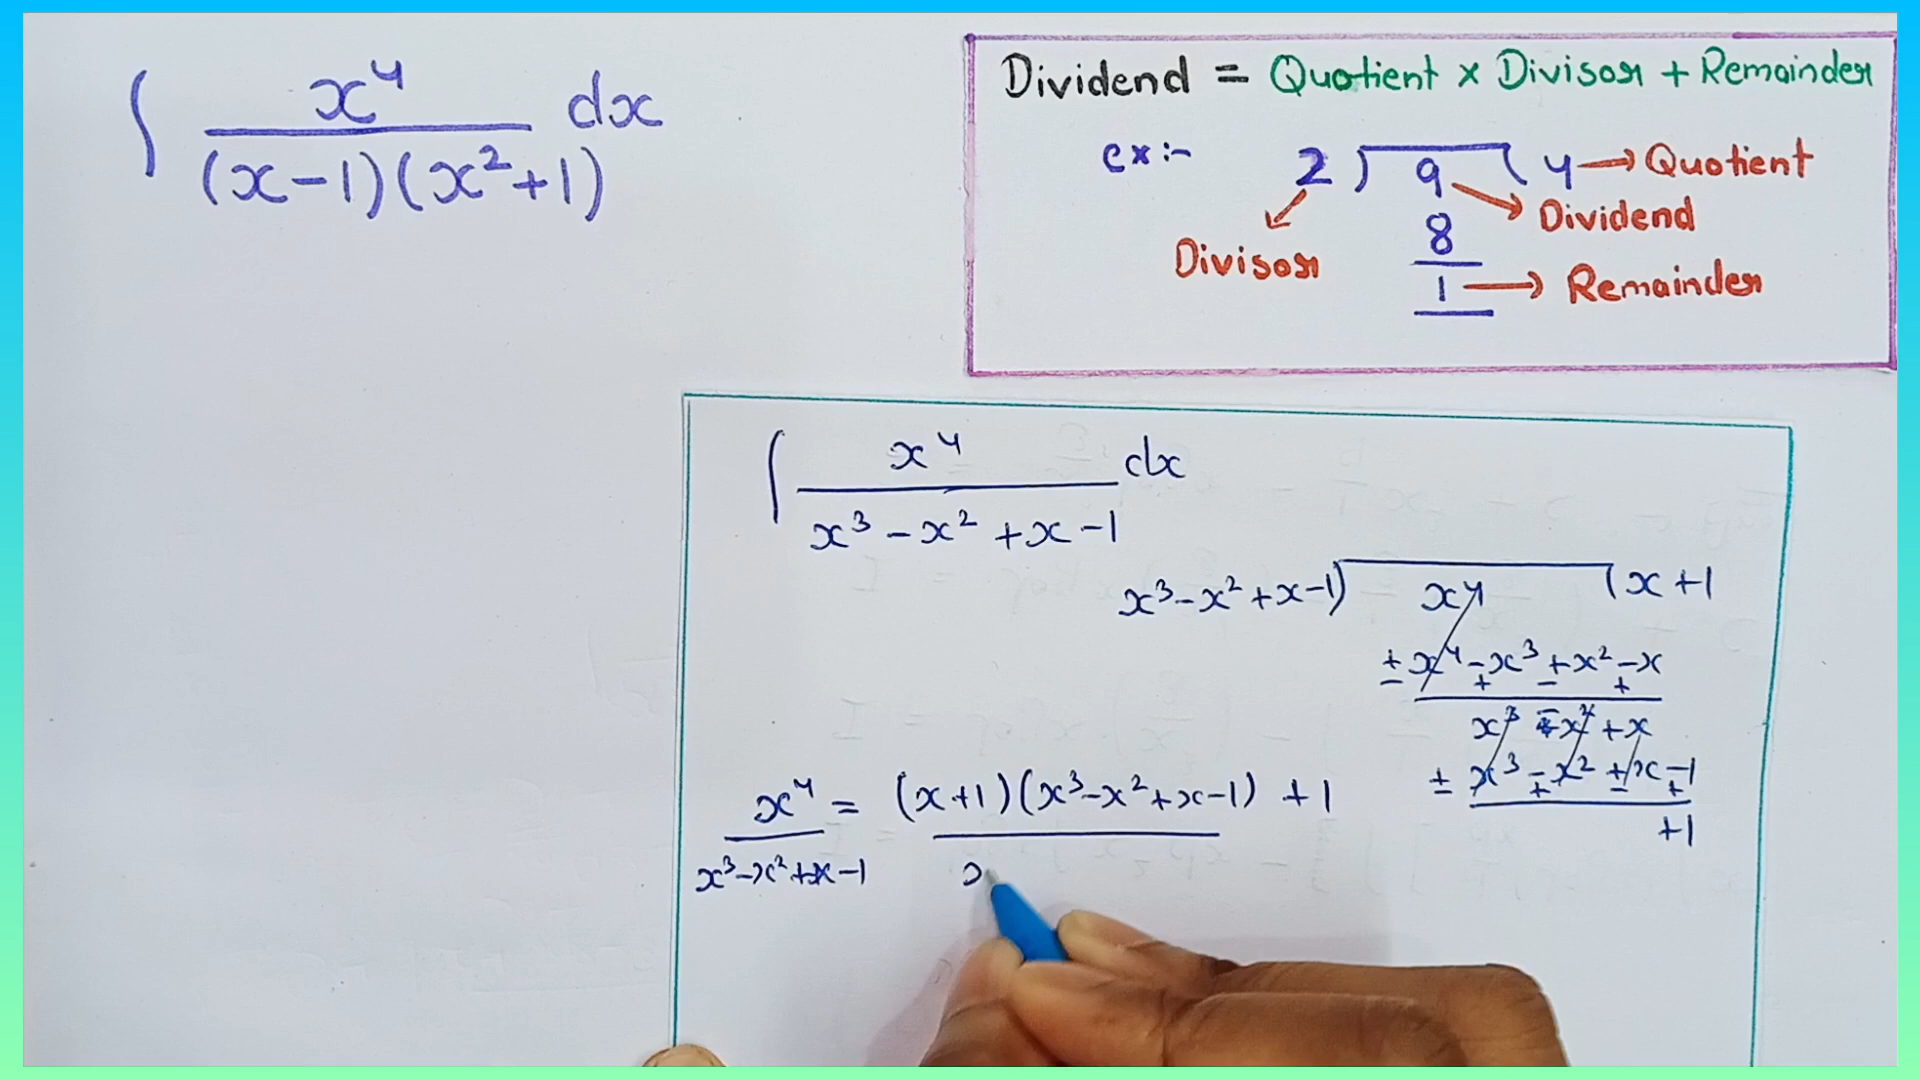 ∫ x⁴ / (x-1)(x²+1) dx
Dividend = Quotient × Divisor + Remainder
ex:-
2) 9 ( 4 → Quotient
Dividend
8
Divisor
1 → Remainder
∫ x⁴ / x³ - x² + x - 1 dx
x³ - x² + x - 1) x⁴ ( x + 1
± x⁴ - x³ + x² - x
- + - +
x³ - x² + x
± x³ - x² + x - 1
+ - +
+1
x⁴ = (x+1)(x³-x²+x-1) + 1
x³-x²+x-1 x